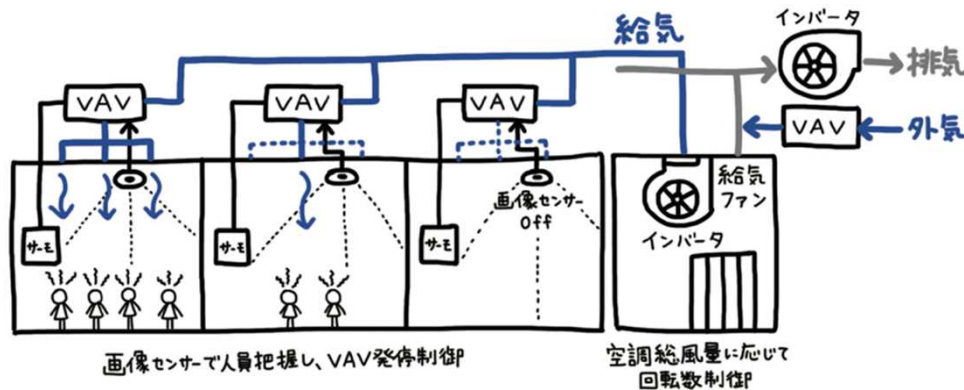 インバータ
給気
排気
VAV
VAV
VAV
VAV
外気
画像センサー
Off
給気
ファン
インバータ
サーモ
サーモ
サーモ
画像センサーで人員把握し、VAV発停制御
空調総風量に応じて
回転数制御